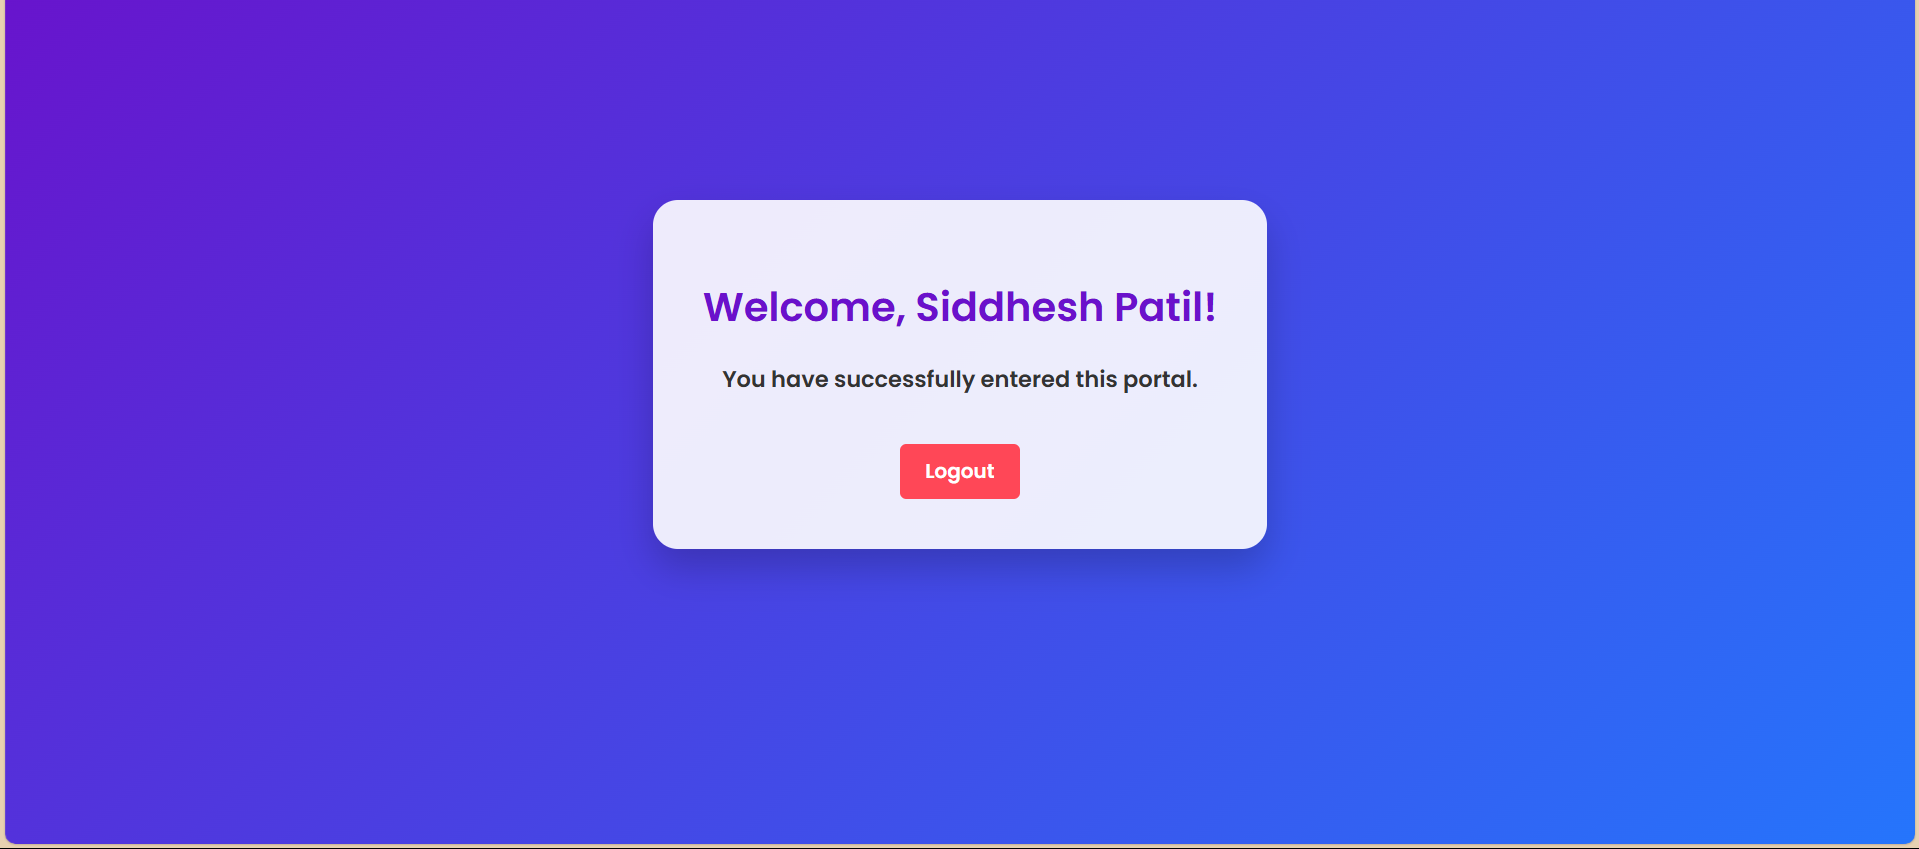 Welcome, Siddhesh Patil!
You have successfully entered this portal.
Logout